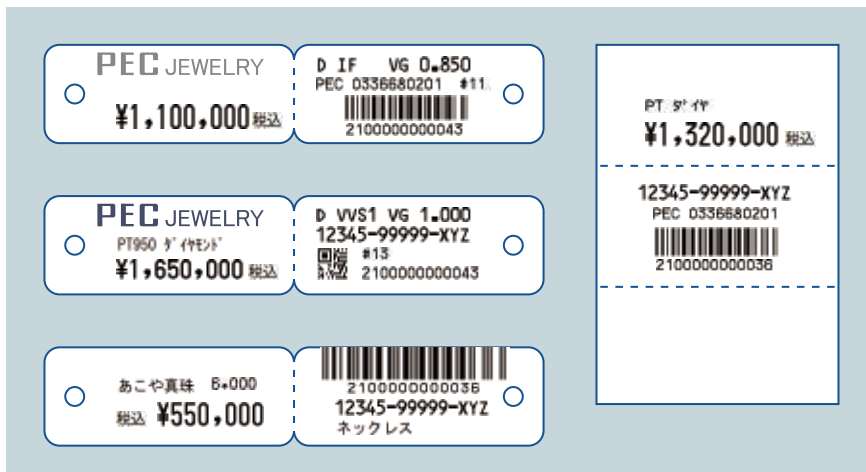 PEC JEWELRY
¥1,100,000 税込
D IF VG 0.850
PEC 0336680201 #11
2100000000043
PEC JEWELRY
PT950 ダイヤモンド
¥1,650,000 税込
D VVS1 VG 1.000
12345-99999-XYZ
#13
2100000000043
あこや真珠 8.000
税込 ¥550,000
2100000000036
12345-99999-XYZ
ネックレス
PT ダイヤ
¥1,320,000 税込
12345-99999-XYZ
PEC 0336680201
2100000000036